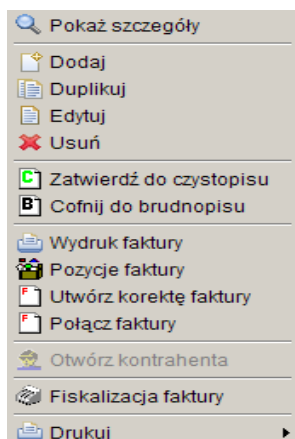 Pokaż szczegóły
Dodaj
Duplikuj
Edytuj
Usuń
C Zatwierdź do czystopisu
B Cofnij do brudnopisu
Wydruk faktury
Pozycje faktury
F Utwórz korektę faktury
F Połącz faktury
Otwórz kontrahenta
Fiskalizacja faktury
Drukuj